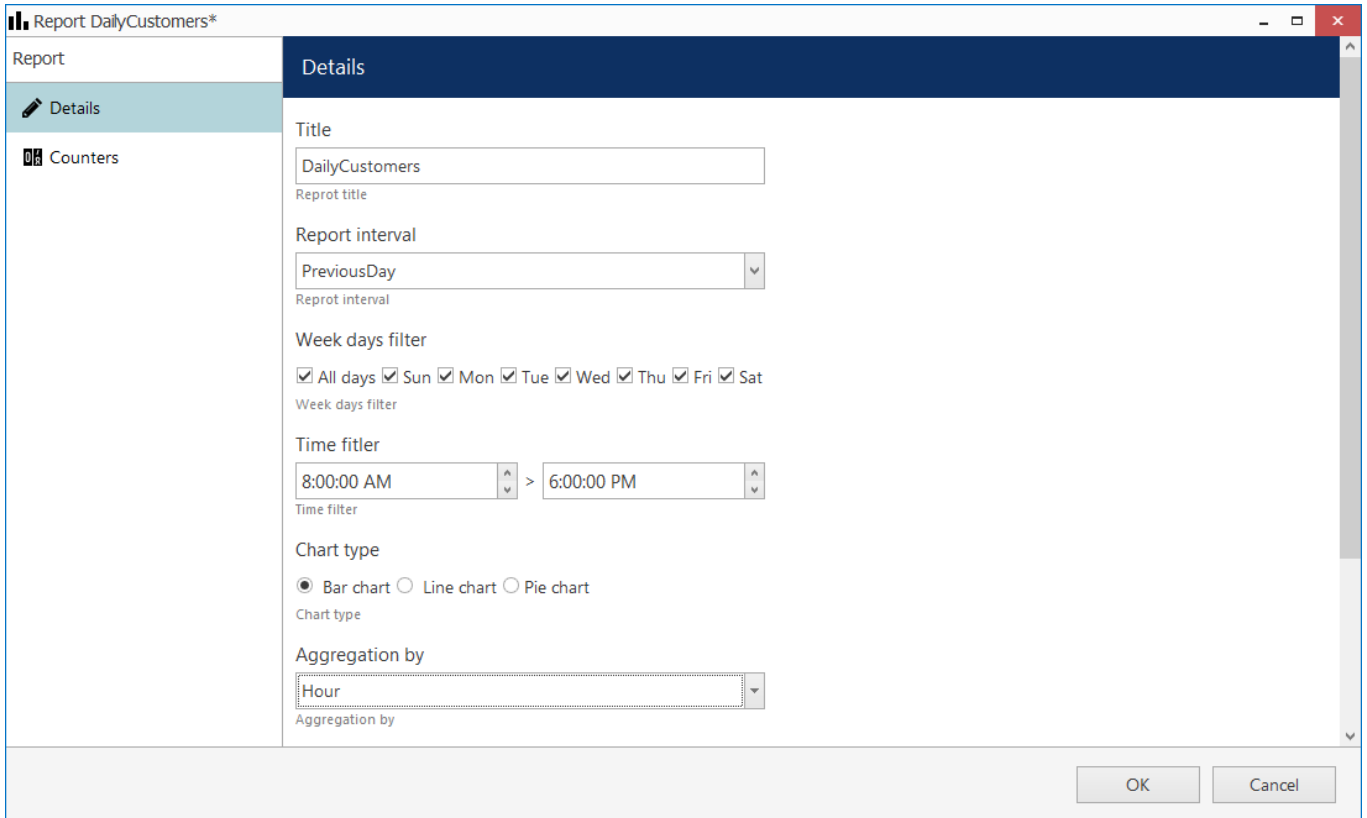 Report DailyCustomers*
Report
Details
Details
Counters
Title
DailyCustomers
Reprot title
Report interval
PreviousDay
Reprot interval
Week days filter
All days Sun Mon Tue Wed Thu Fri Sat
Week days filter
Time fitler
8:00:00 AM > 6:00:00 PM
Time filter
Chart type
Bar chart Line chart Pie chart
Chart type
Aggregation by
Hour
Aggregation by
OK Cancel